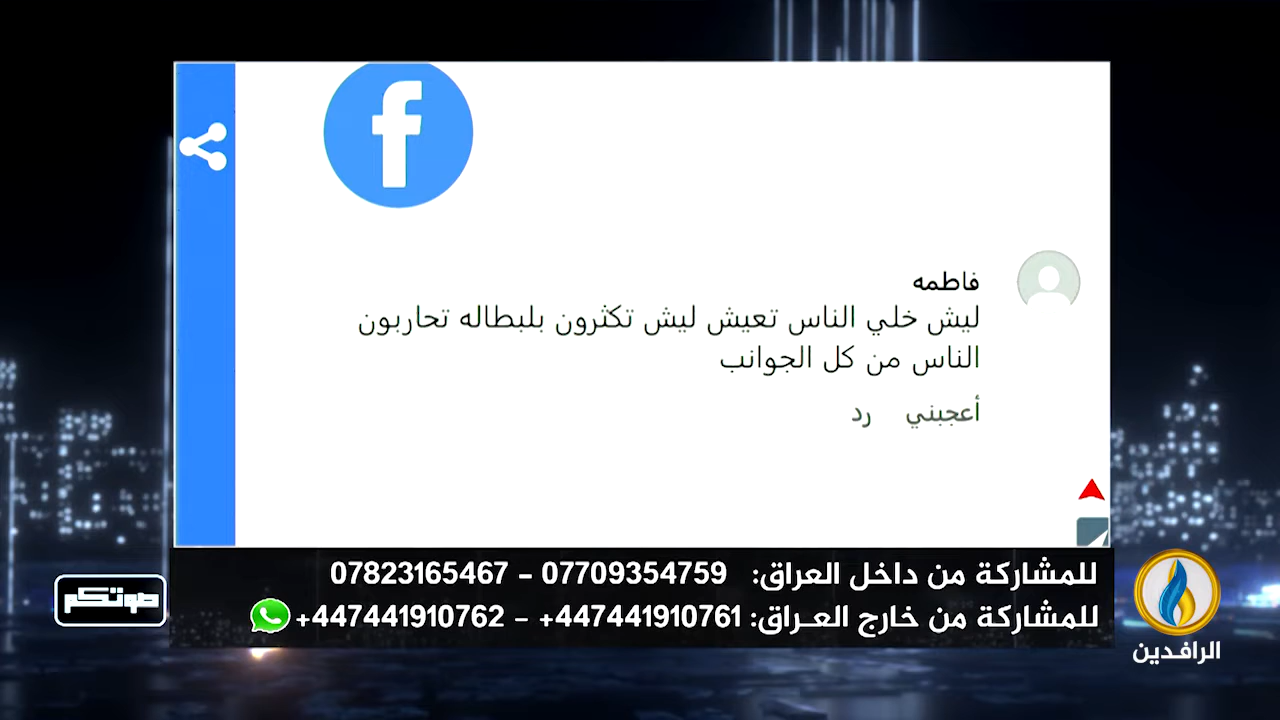 فاطمه
ليش خلي الناس تعيش ليش تكثرون بلبطاله تحاربون
الناس من كل الجوانب
أعجبني رد
للمشاركة من داخل العراق: 07709354759 - 07823165467
للمشاركة من خارج العـراق: 447441910761+ - 447441910762+
صوتكم
الرافدين